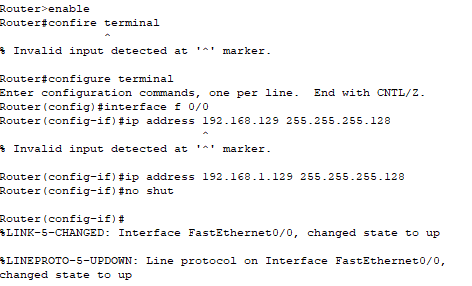 Router>enable
Router#confire terminal
^
% Invalid input detected at '^' marker.
Router#configure terminal
Enter configuration commands, one per line.  End with CNTL/Z.
Router(config)#interface f 0/0
Router(config-if)#ip address 192.168.129 255.255.255.128
^
% Invalid input detected at '^' marker.
Router(config-if)#ip address 192.168.1.129 255.255.255.128
Router(config-if)#no shut
Router(config-if)#
%LINK-5-CHANGED: Interface FastEthernet0/0, changed state to up
%LINEPROTO-5-UPDOWN: Line protocol on Interface FastEthernet0/0,
changed state to up